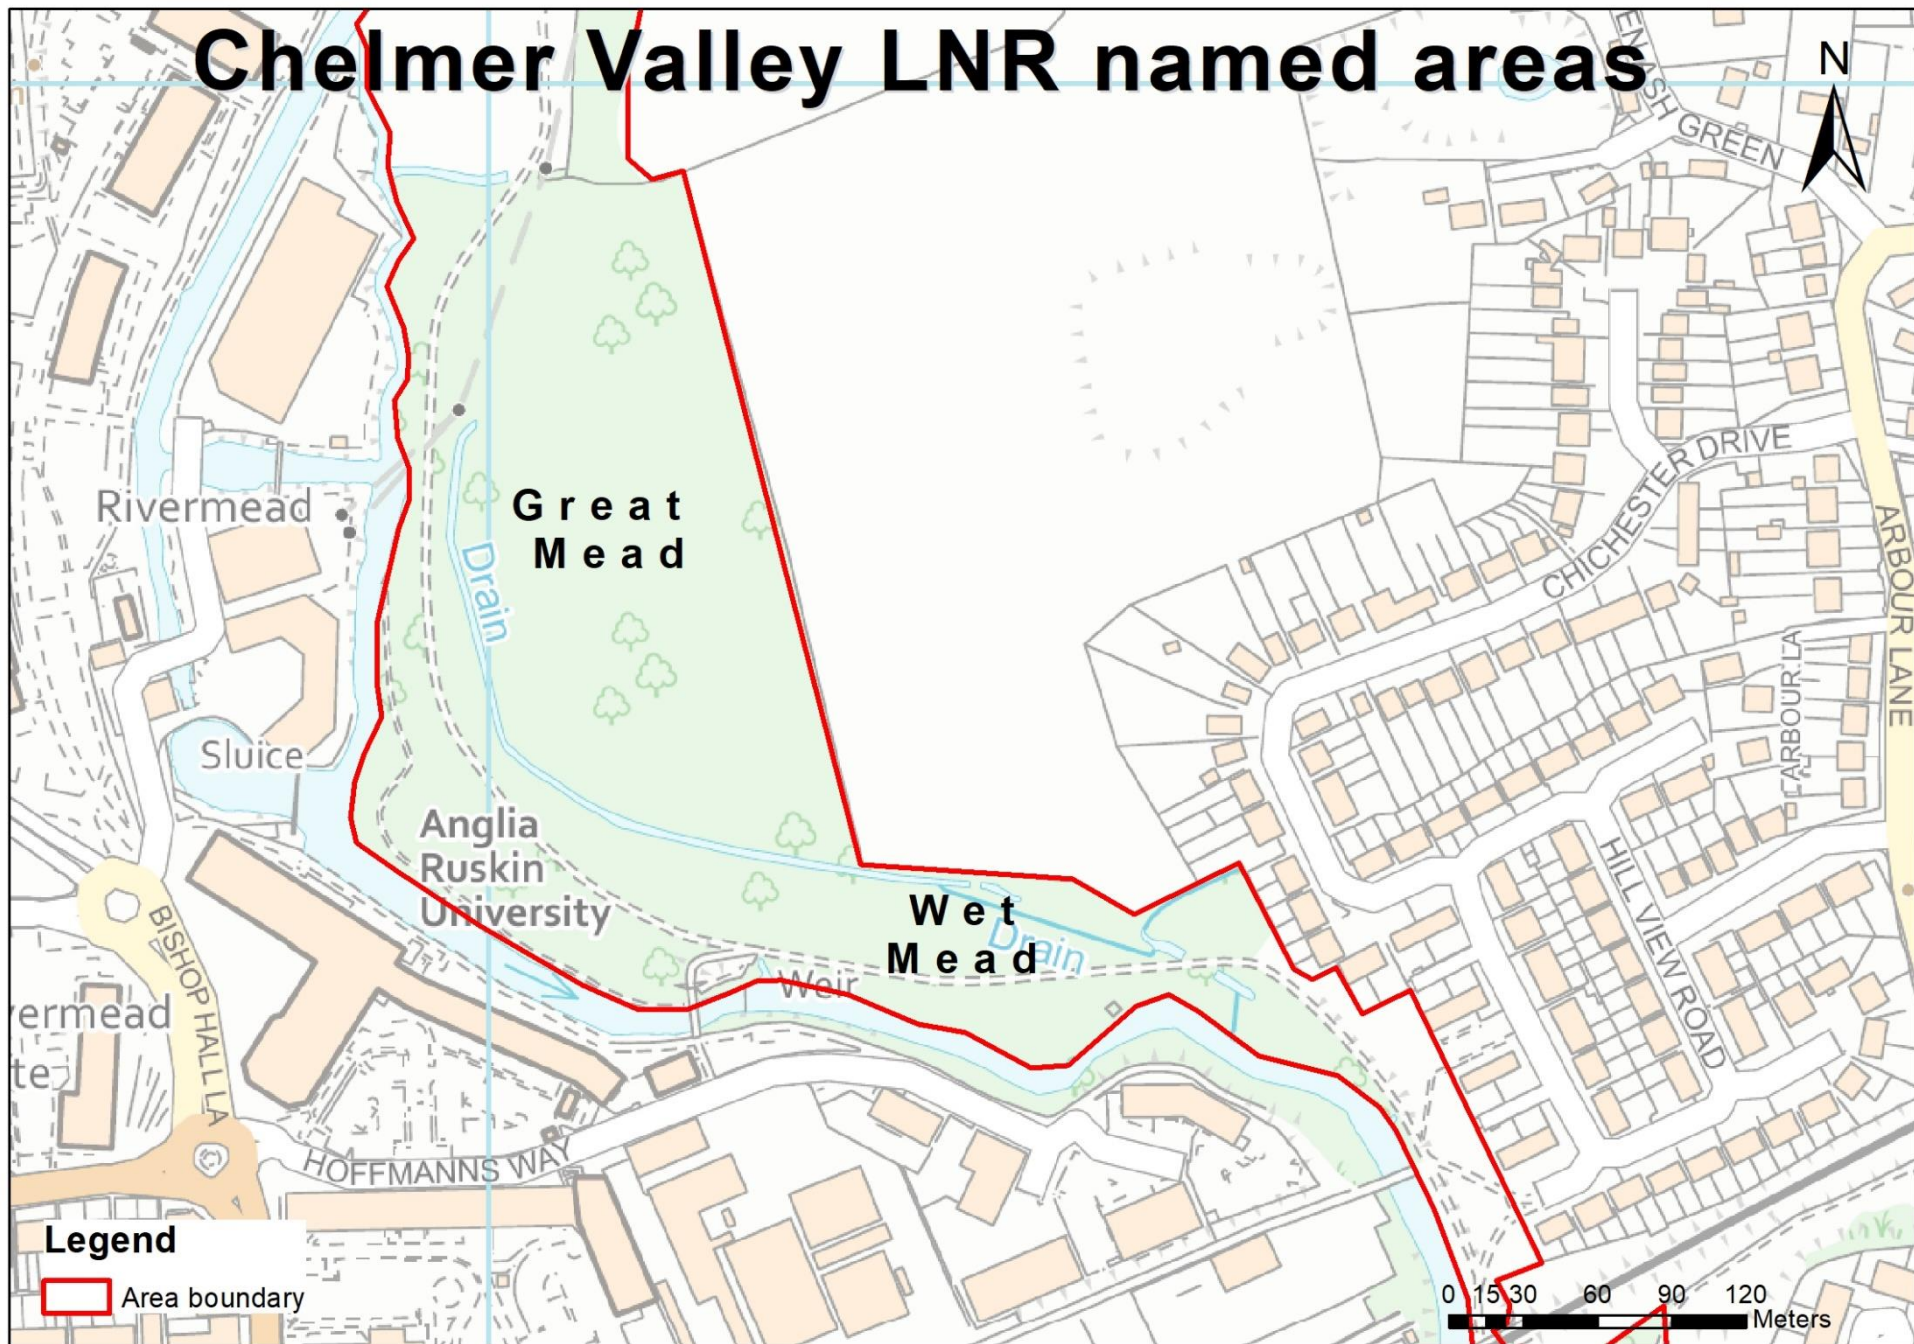 Chelmer Valley LNR named areas
N
ENASH GREEN
Great
Mead
Rivermead
Drain
CHICHESTER DRIVE
ARBOUR LANE
ARBOUR LA
Sluice
Anglia
Ruskin
University
HILL VIEW ROAD
Wet
Mead
Drain
Weir
BISHOP HALL LA
ermead
te
HOFFMANNS WAY
Legend
Area boundary
0 15 30 60 90 120
Meters